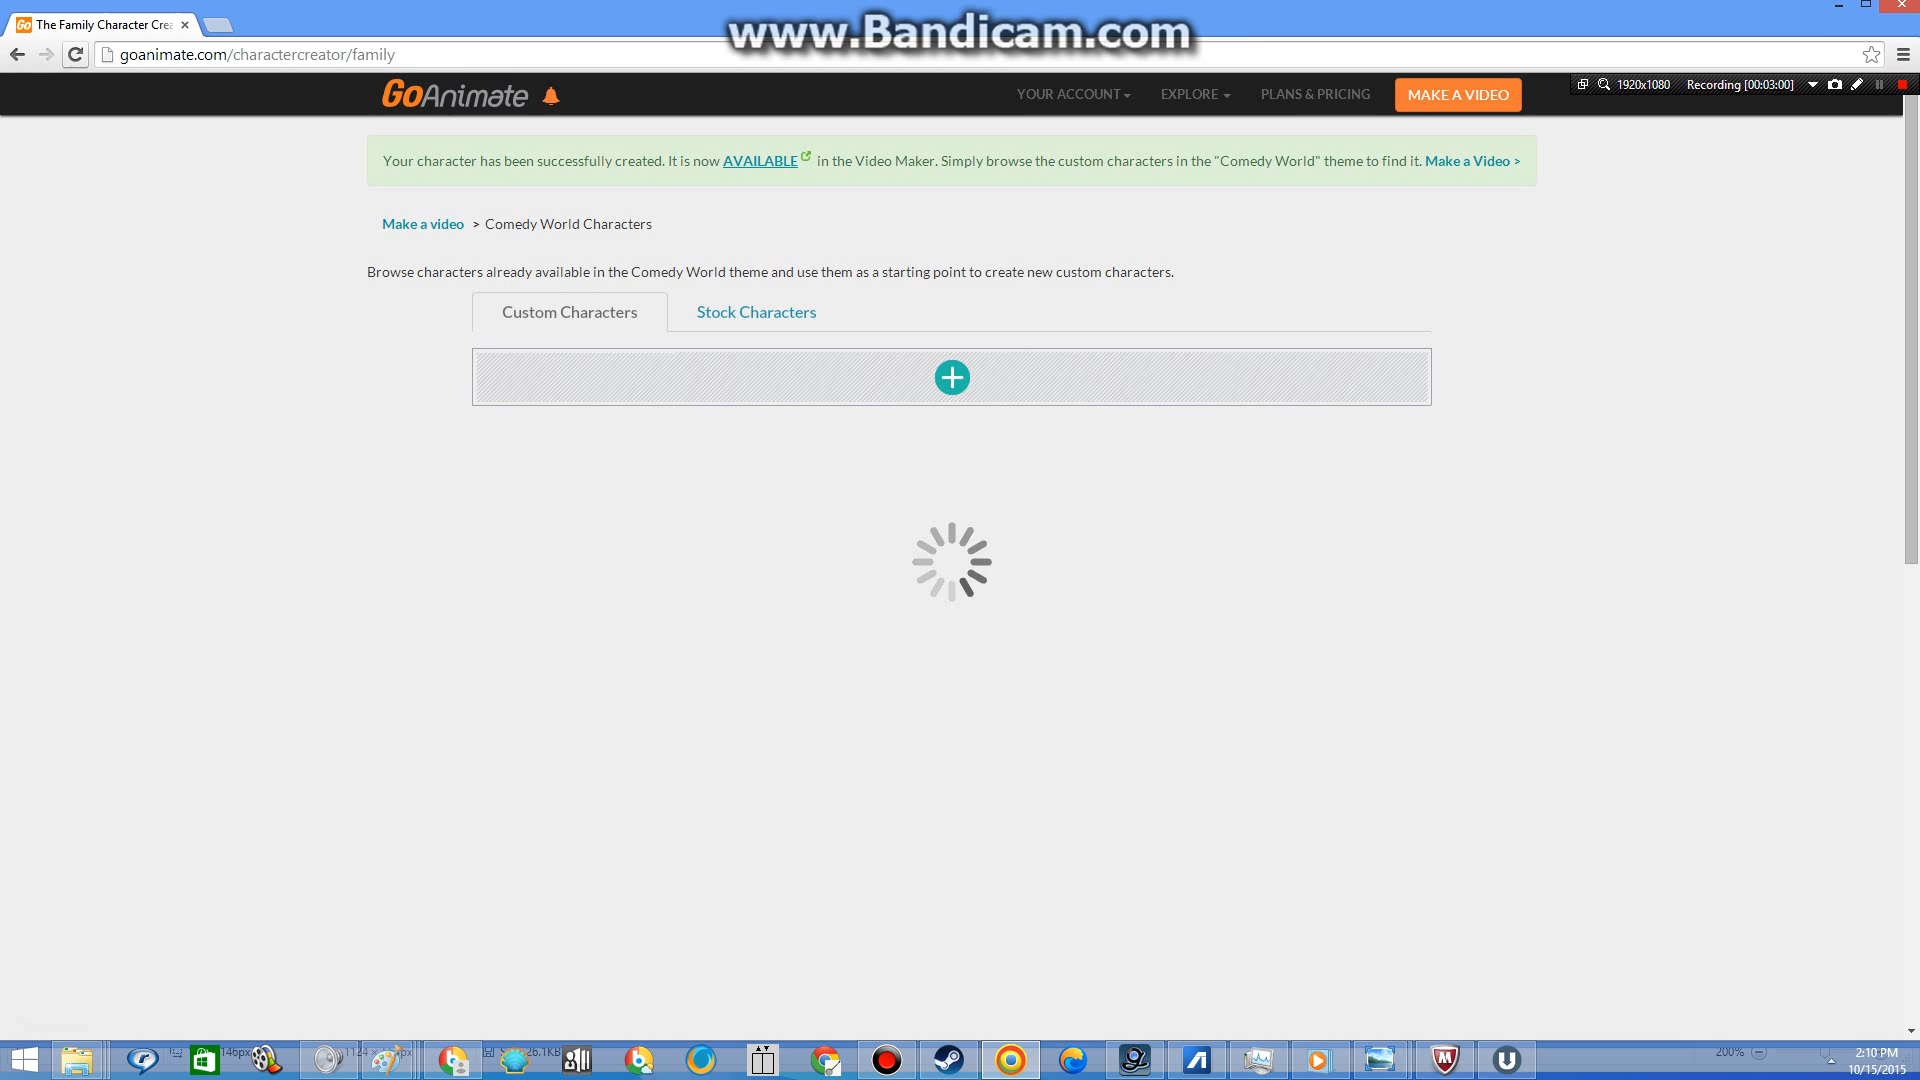 The Family Character Crea
www.Bandicam.com
goanimate.com/charactercreator/family
1920x1080 Recording [00:03:00]
GoAnimate YOUR ACCOUNT EXPLORE PLANS & PRICING MAKE A VIDEO
Your character has been successfully created. It is now AVAILABLE in the Video Maker. Simply browse the custom characters in the "Comedy World" theme to find it. Make a Video >
Make a video > Comedy World Characters
Browse characters already available in the Comedy World theme and use them as a starting point to create new custom characters.
Custom Characters Stock Characters
200%
2:10 PM
10/15/2015